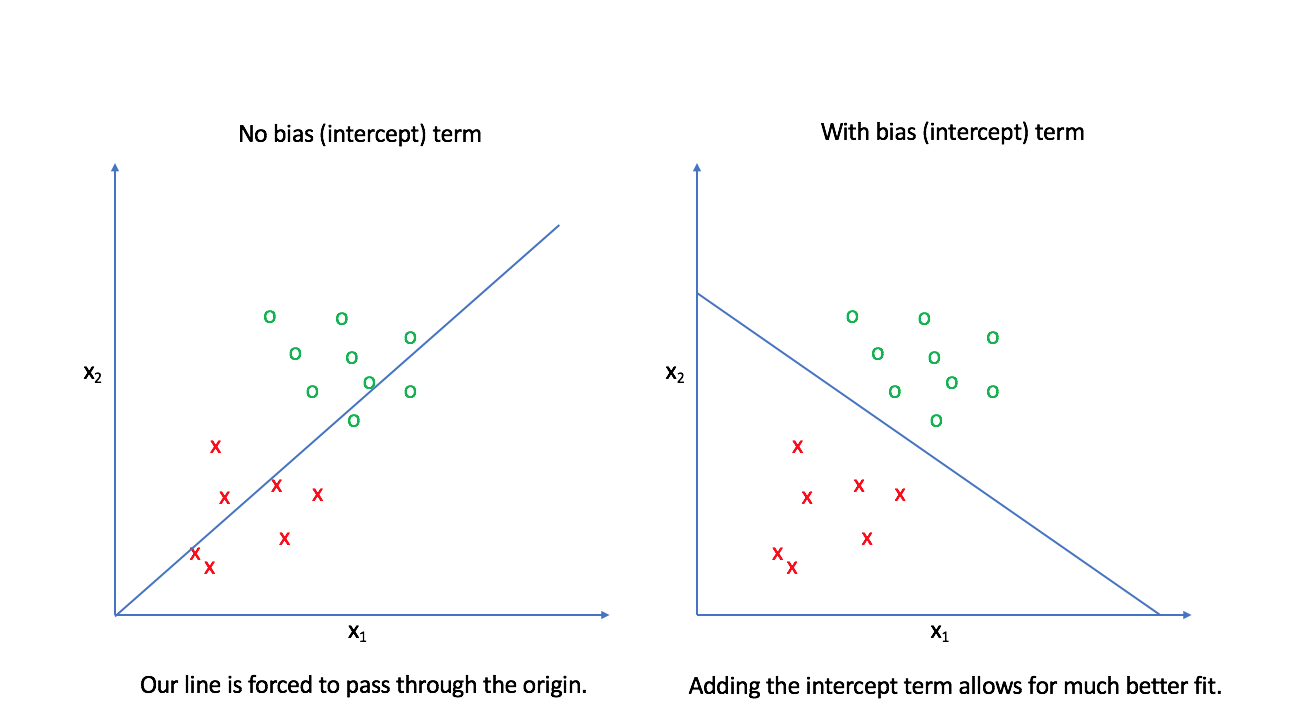 No bias (intercept) term
With bias (intercept) term
x₂
x₁
x₂
x₁
Our line is forced to pass through the origin.
Adding the intercept term allows for much better fit.